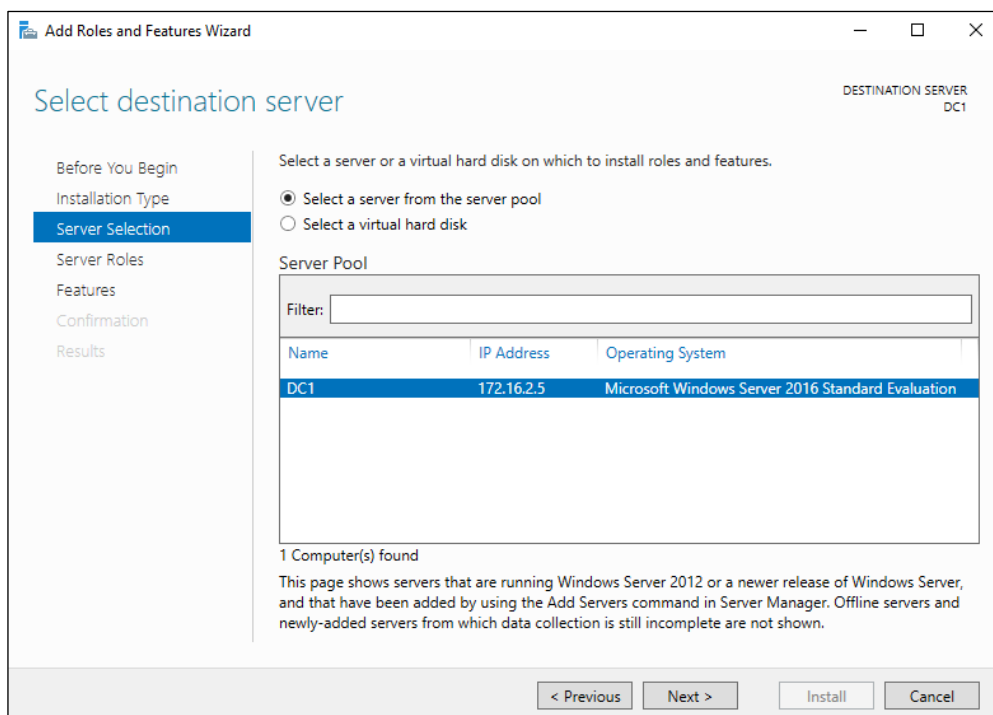 Add Roles and Features Wizard
Select destination server
DESTINATION SERVER
DC1
Before You Begin
Installation Type
Server Selection
Server Roles
Features
Confirmation
Results
Select a server or a virtual hard disk on which to install roles and features.
Select a server from the server pool
Select a virtual hard disk
Server Pool
Filter:
Name IP Address Operating System
DC1 172.16.2.5 Microsoft Windows Server 2016 Standard Evaluation
1 Computer(s) found
This page shows servers that are running Windows Server 2012 or a newer release of Windows Server,
and that have been added by using the Add Servers command in Server Manager. Offline servers and
newly-added servers from which data collection is still incomplete are not shown.
< Previous Next > Install Cancel